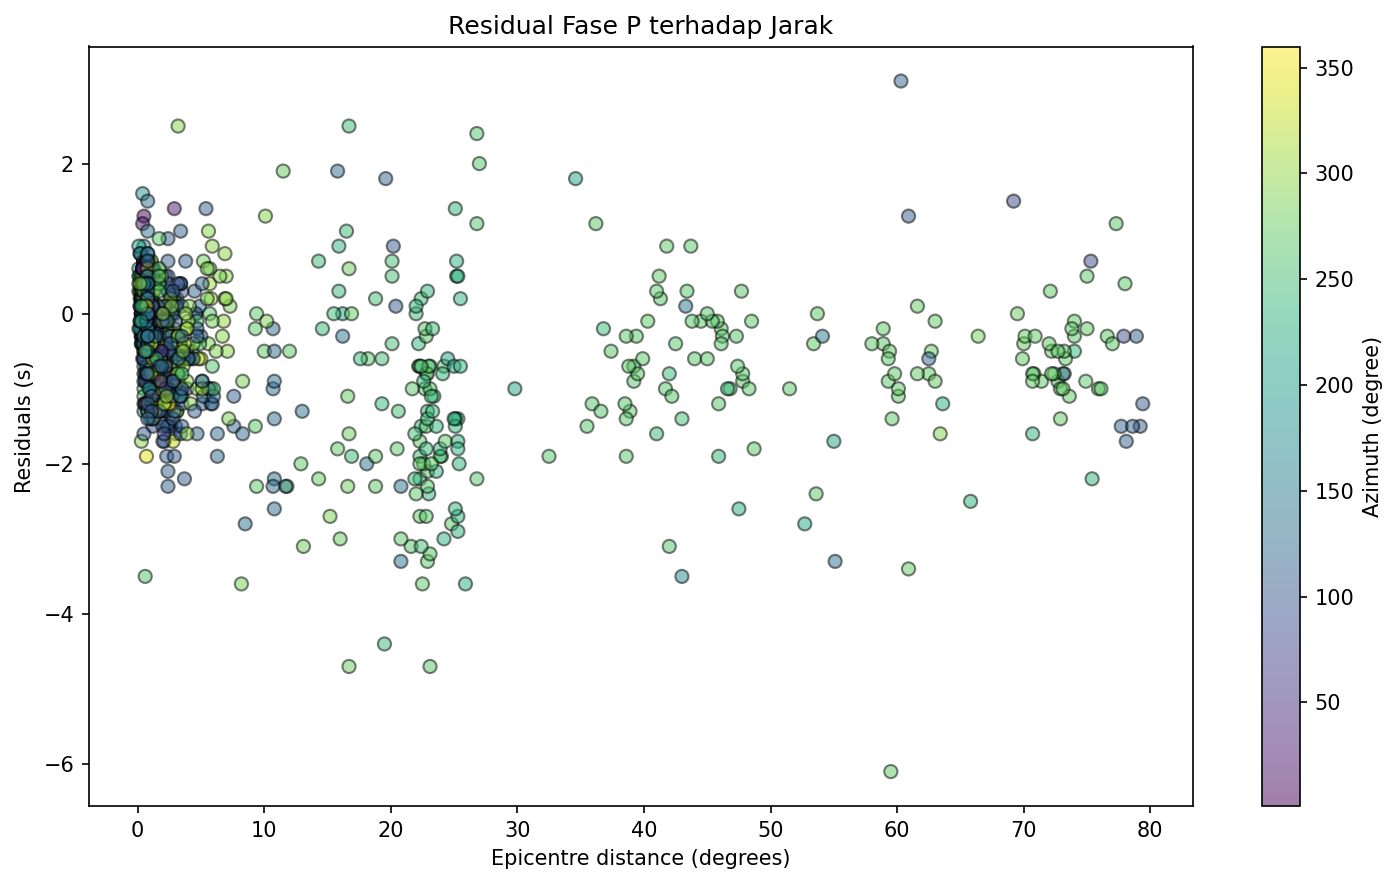 Residual Fase P terhadap Jarak
Residuals (s)
2
0
−2
−4
−6
0 10 20 30 40 50 60 70 80
Epicentre distance (degrees)
350
300
250
200
150
100
50
Azimuth (degree)